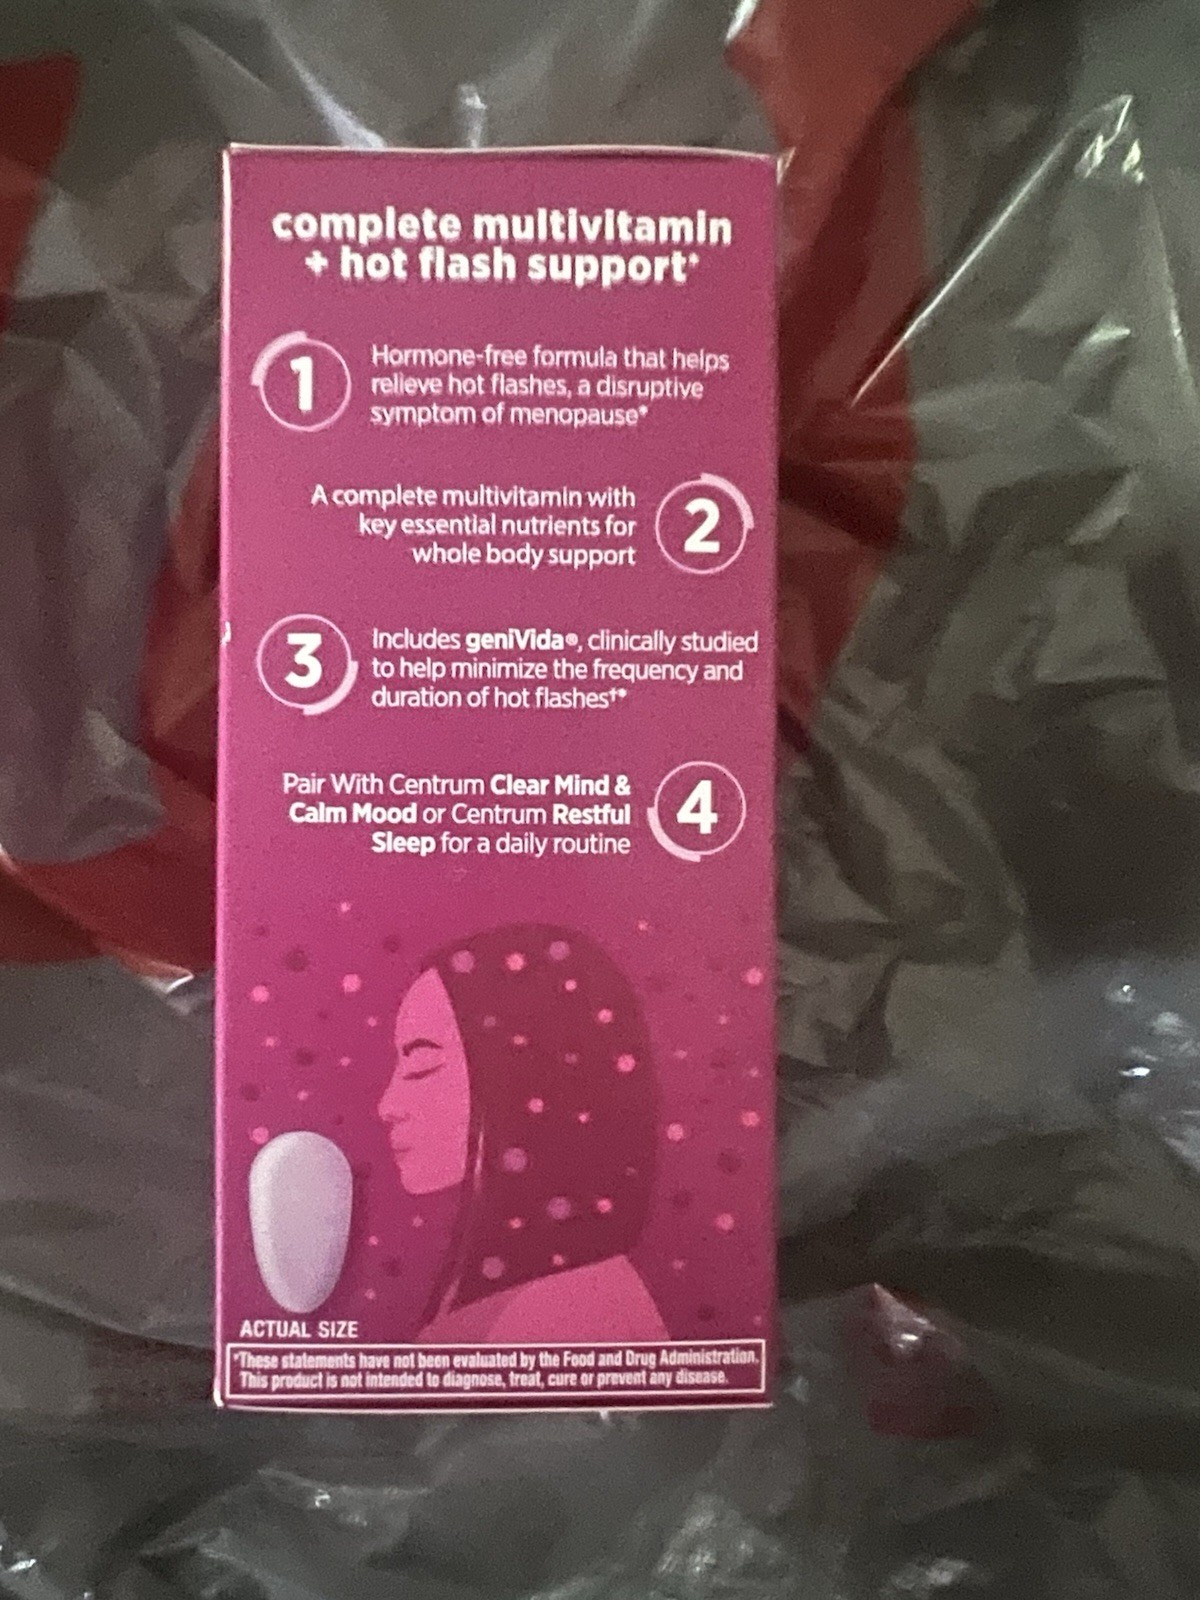 complete multivitamin
+ hot flash support*
1
Hormone-free formula that helps
relieve hot flashes, a disruptive
symptom of menopause*
A complete multivitamin with
key essential nutrients for
whole body support
2
3
Includes geniVida®, clinically studied
to help minimize the frequency and
duration of hot flashes†*
Pair With Centrum Clear Mind &
Calm Mood or Centrum Restful
Sleep for a daily routine
4
ACTUAL SIZE
*These statements have not been evaluated by the Food and Drug Administration.
This product is not intended to diagnose, treat, cure or prevent any disease.